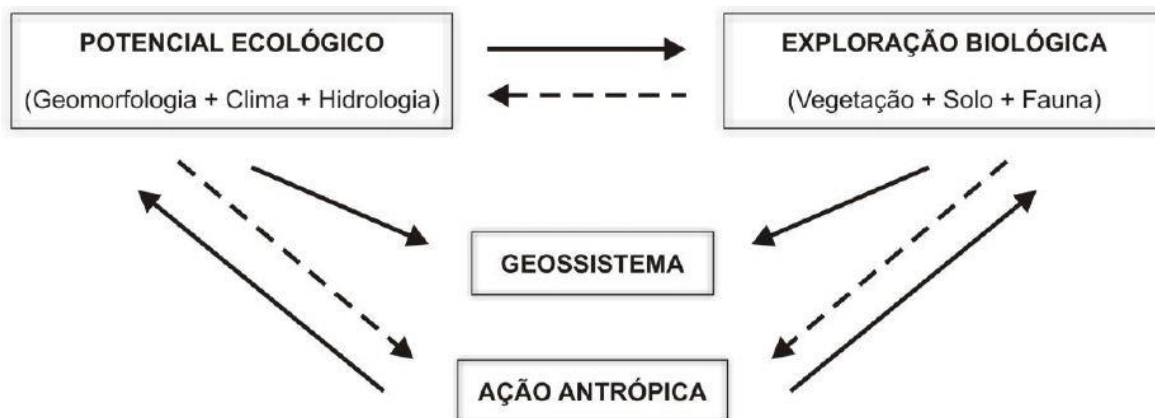 POTENCIAL ECOLÓGICO
(Geomorfologia + Clima + Hidrologia)
EXPLORAÇÃO BIOLÓGICA
(Vegetação + Solo + Fauna)
GEOSSISTEMA
AÇÃO ANTRÓPICA